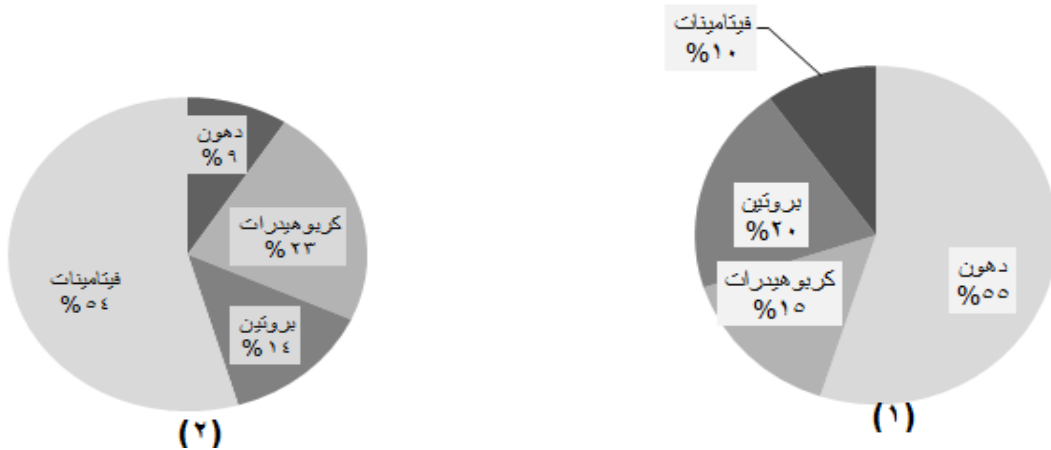 فيتامينات
%١٠
بروتين
%٢٠
كربوهيدرات
%١٥
دهون
%٥٥
(١)
دهون
%٩
كربوهيدرات
%٢٣
بروتين
%١٤
فيتامينات
%٥٤
(٢)